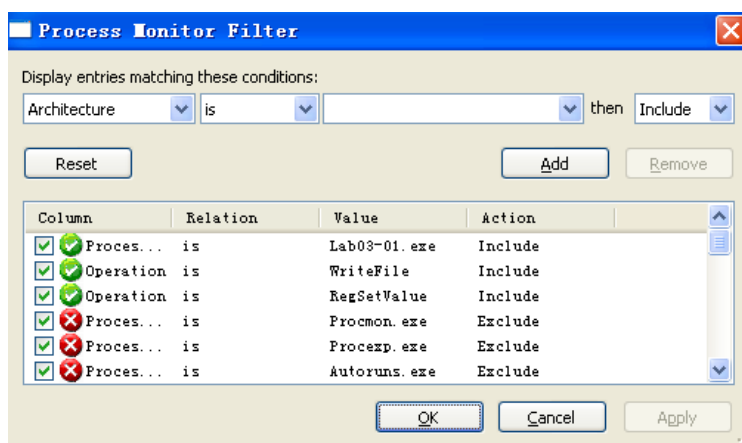 Process Monitor Filter
Display entries matching these conditions:
Architecture is then Include
Reset Add Remove
Column Relation Value Action
Proces... is Lab03-01.exe Include
Operation is WriteFile Include
Operation is RegSetValue Include
Proces... is Procmon.exe Exclude
Proces... is Procexp.exe Exclude
Proces... is Autoruns.exe Exclude
OK Cancel Apply